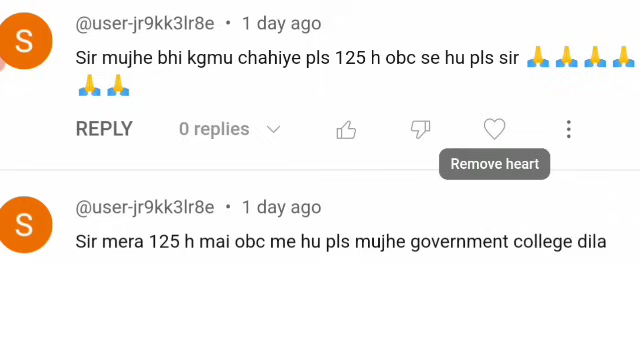 S
@user-jr9kk3lr8e • 1 day ago
Sir mujhe bhi kgmu chahiye pls 125 h obc se hu pls sir 🙏🙏🙏🙏
🙏🙏
REPLY 0 replies
Remove heart
S
@user-jr9kk3lr8e • 1 day ago
Sir mera 125 h mai obc me hu pls mujhe government college dila